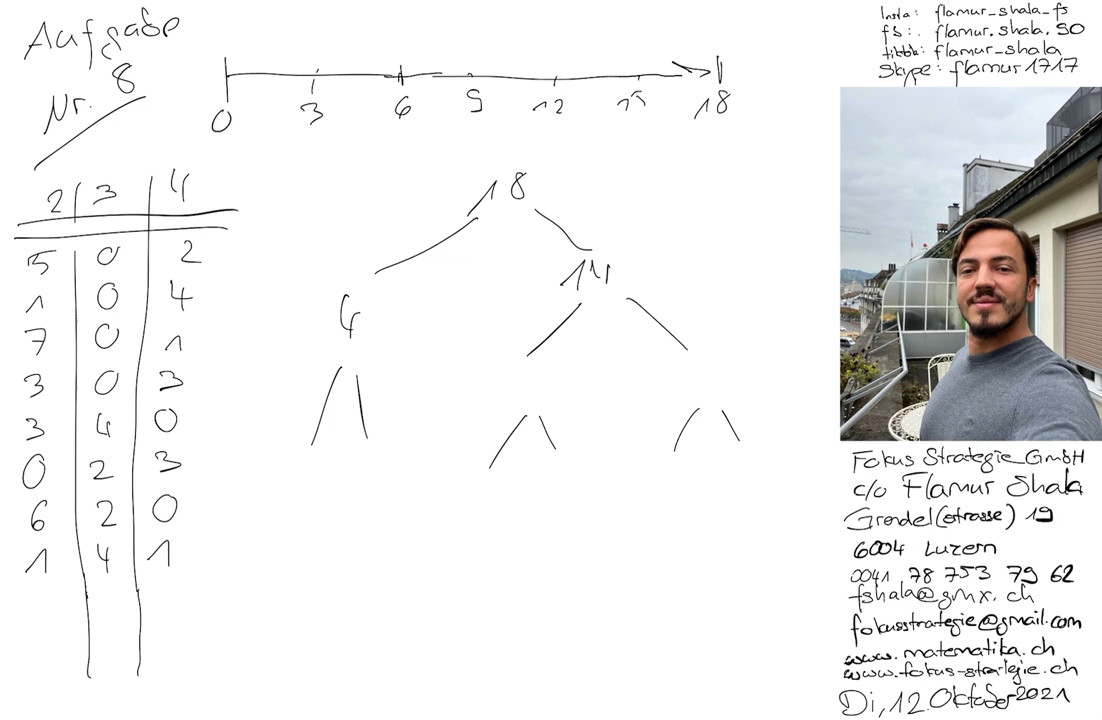 Aufgabe
Nr. 8
0 3 6 9 12 15 18
2 3 4
5 0 2
1 0 4
7 0 1
3 0 3
3 4 0
0 2 3
6 2 0
1 4 1
18
4 14
Insta: flamur_shala_fs
fb: flamur.shala.90
tiktok: flamur_shala
Skype: flamur1717
Fokus Strategie GmbH
c/o Flamur Shala
Grendel(strasse) 19
6004 Luzern
0041 78 753 79 62
fshala@gmx.ch
fokusstrategie@gmail.com
www.matematika.ch
www.fokus-strategie.ch
Di, 12. Oktober 2021